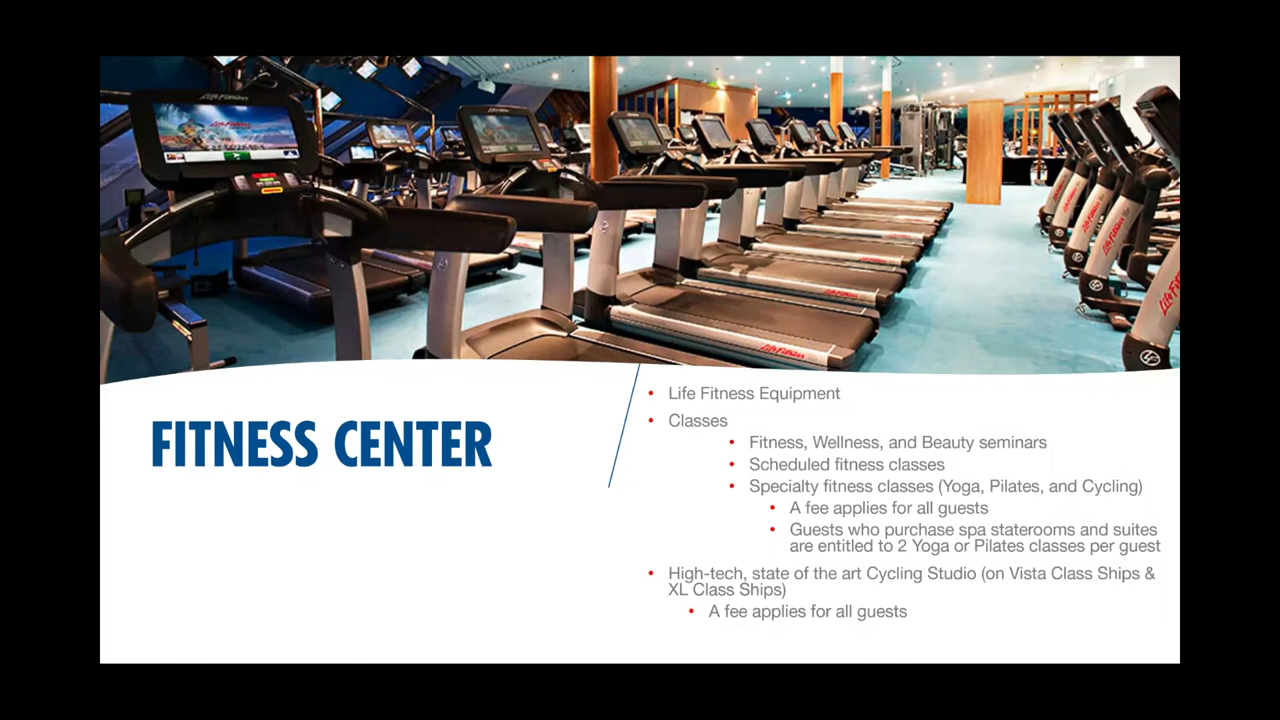 LifeFitness
FITNESS CENTER
• Life Fitness Equipment
• Classes
• Fitness, Wellness, and Beauty seminars
• Scheduled fitness classes
• Specialty fitness classes (Yoga, Pilates, and Cycling)
• A fee applies for all guests
• Guests who purchase spa staterooms and suites
are entitled to 2 Yoga or Pilates classes per guest
• High-tech, state of the art Cycling Studio (on Vista Class Ships &
XL Class Ships)
• A fee applies for all guests